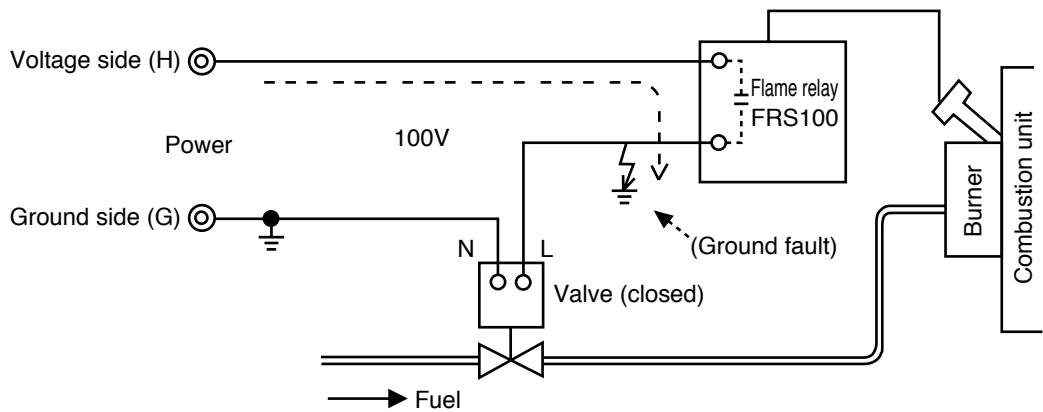 Voltage side (H)
Flame relay
FRS100
Power
100V
Ground side (G)
(Ground fault)
N
L
Valve (closed)
Burner
Combustion unit
Fuel